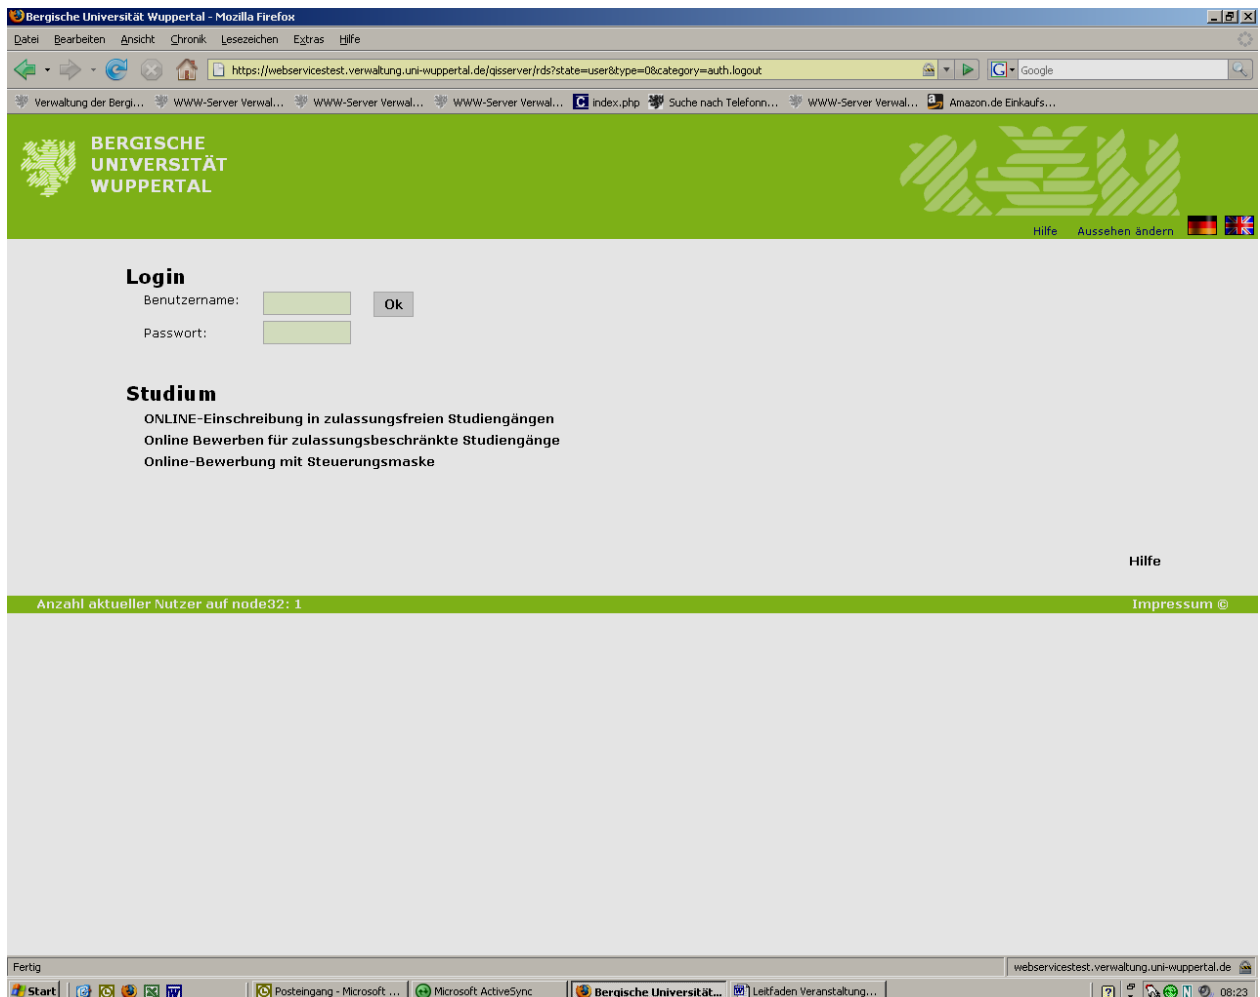 Bergische Universität Wuppertal - Mozilla Firefox
Datei Bearbeiten Ansicht Chronik Lesezeichen Extras Hilfe
https://webservicestest.verwaltung.uni-wuppertal.de/qisserver/rds?state=user&type=0&category=auth.logout
G Google
Verwaltung der Bergi... WWW-Server Verwal... WWW-Server Verwal... WWW-Server Verwal... C index.php Suche nach Telefonn... WWW-Server Verwal... a Amazon.de Einkaufs...
BERGISCHE
UNIVERSITÄT
WUPPERTAL
Hilfe Aussehen ändern
Login
Benutzername:
Ok
Passwort:
Studium
ONLINE-Einschreibung in zulassungsfreien Studiengängen
Online Bewerben für zulassungsbeschränkte Studiengänge
Online-Bewerbung mit Steuerungsmaske
Hilfe
Anzahl aktueller Nutzer auf node32: 1 Impressum ©
Fertig webservicestest.verwaltung.uni-wuppertal.de
Start Posteingang - Microsoft ... Microsoft ActiveSync Bergische Universität... Leitfaden Veranstaltung... 08:23